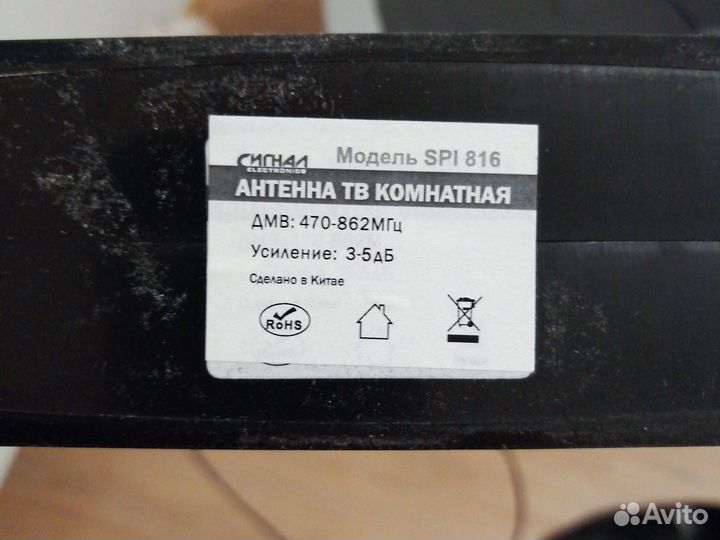 СИГНАЛ
ELECTRONICS
Модель SPI 816
АНТЕННА ТВ КОМНАТНАЯ
ДМВ: 470-862МГц
Усиление: 3-5дБ
Сделано в Китае
RoHS
Avito